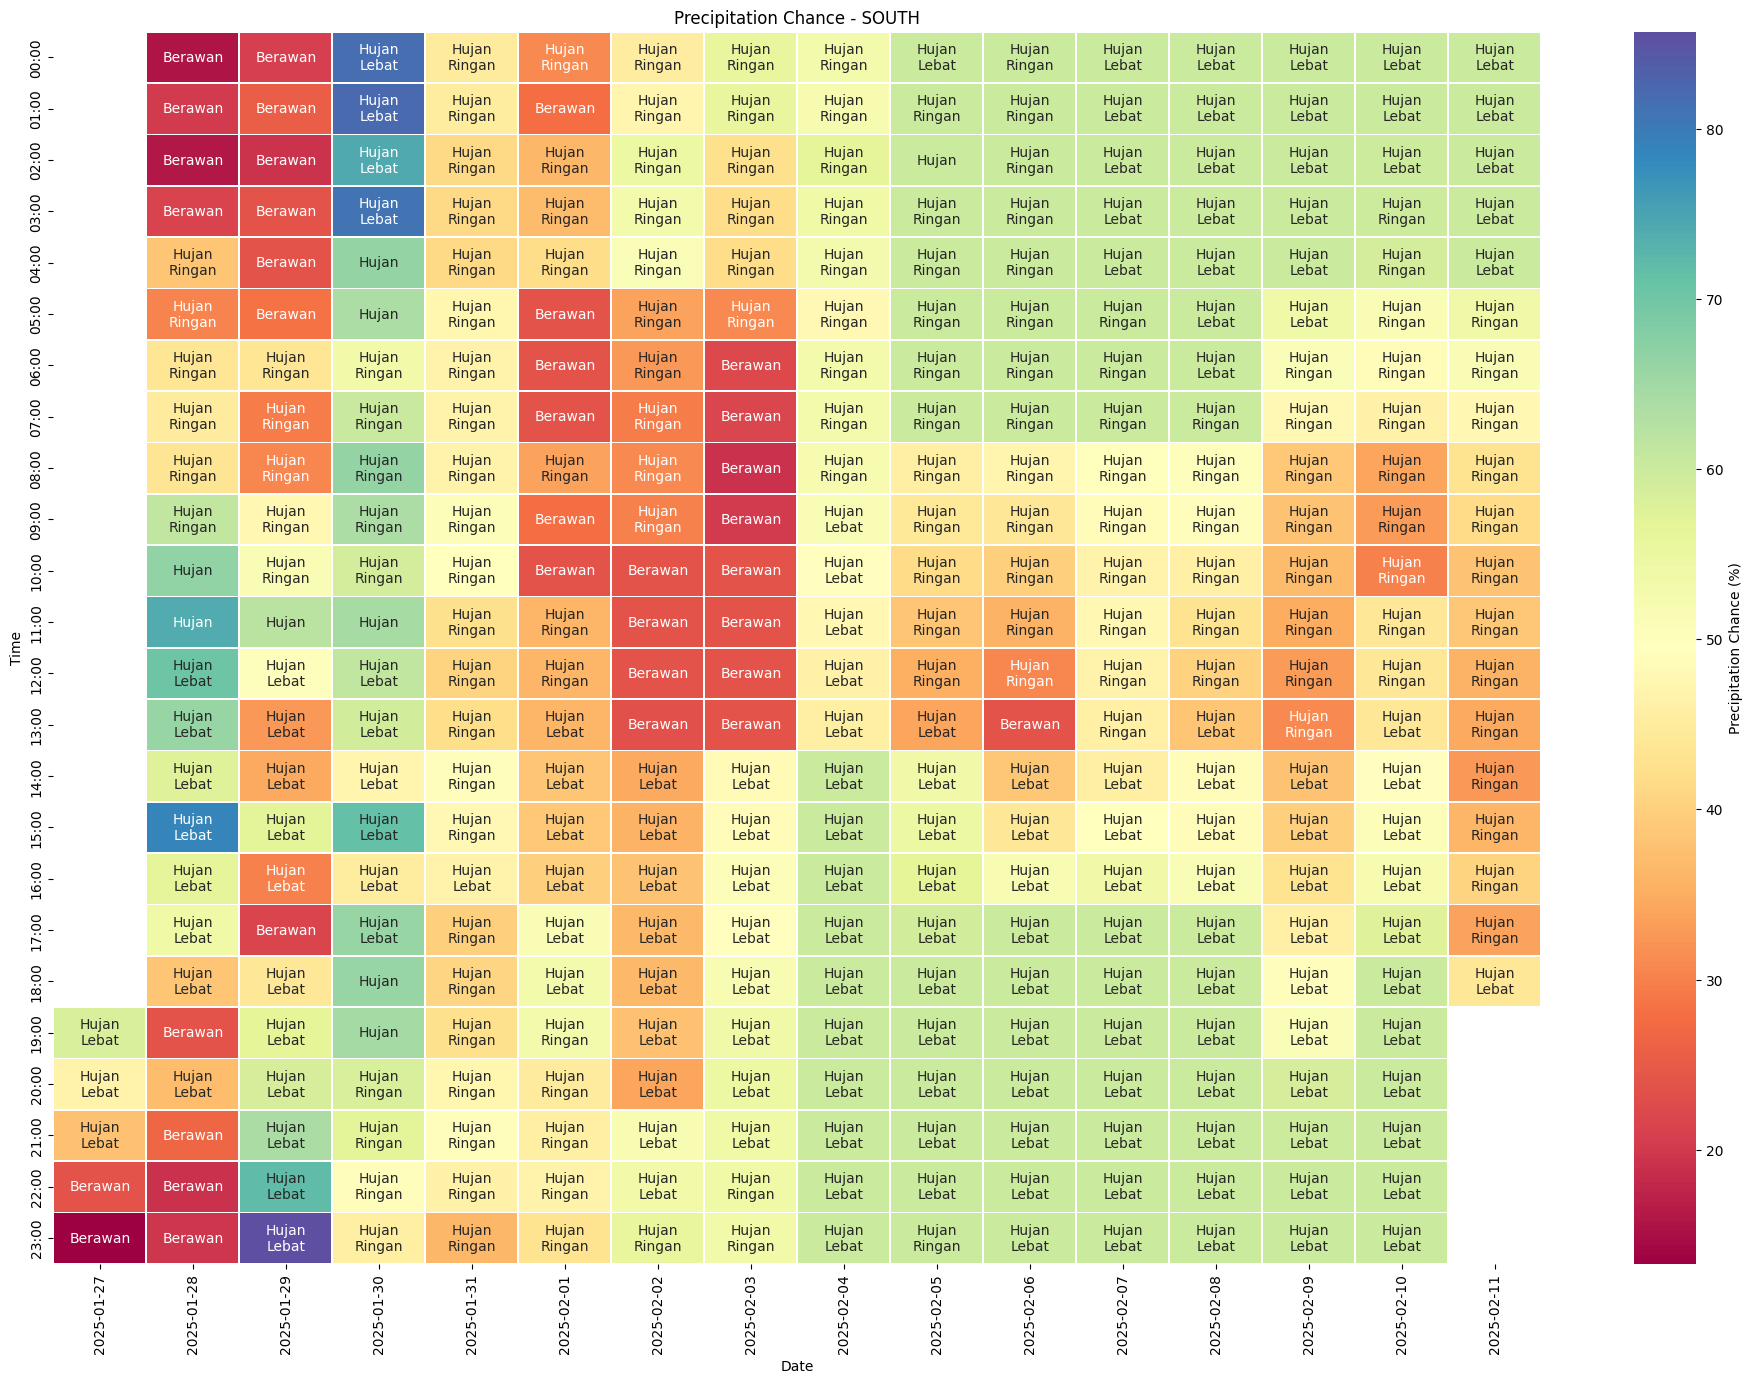 Precipitation Chance - SOUTH
00:00 Berawan Berawan Hujan Lebat Hujan Ringan Hujan Ringan Hujan Ringan Hujan Ringan Hujan Ringan Hujan Lebat Hujan Ringan Hujan Lebat Hujan Lebat Hujan Lebat Hujan Lebat Hujan Lebat
01:00 Berawan Berawan Hujan Lebat Hujan Ringan Berawan Hujan Ringan Hujan Ringan Hujan Ringan Hujan Ringan Hujan Ringan Hujan Lebat Hujan Lebat Hujan Lebat Hujan Lebat Hujan Lebat
02:00 Berawan Berawan Hujan Lebat Hujan Ringan Hujan Ringan Hujan Ringan Hujan Ringan Hujan Ringan Hujan Hujan Ringan Hujan Lebat Hujan Lebat Hujan Lebat Hujan Lebat Hujan Lebat
03:00 Berawan Berawan Hujan Lebat Hujan Ringan Hujan Ringan Hujan Ringan Hujan Ringan Hujan Ringan Hujan Ringan Hujan Ringan Hujan Lebat Hujan Lebat Hujan Lebat Hujan Ringan Hujan Lebat
04:00 Hujan Ringan Berawan Hujan Hujan Ringan Hujan Ringan Hujan Ringan Hujan Ringan Hujan Ringan Hujan Ringan Hujan Ringan Hujan Lebat Hujan Lebat Hujan Lebat Hujan Ringan Hujan Lebat
05:00 Hujan Ringan Berawan Hujan Hujan Ringan Berawan Hujan Ringan Hujan Ringan Hujan Ringan Hujan Ringan Hujan Ringan Hujan Ringan Hujan Lebat Hujan Lebat Hujan Ringan Hujan Ringan
06:00 Hujan Ringan Hujan Ringan Hujan Ringan Hujan Ringan Berawan Hujan Ringan Berawan Hujan Ringan Hujan Ringan Hujan Ringan Hujan Ringan Hujan Lebat Hujan Ringan Hujan Ringan Hujan Ringan
07:00 Hujan Ringan Hujan Ringan Hujan Ringan Hujan Ringan Berawan Hujan Ringan Berawan Hujan Ringan Hujan Ringan Hujan Ringan Hujan Ringan Hujan Ringan Hujan Ringan Hujan Ringan Hujan Ringan
08:00 Hujan Ringan Hujan Ringan Hujan Ringan Hujan Ringan Hujan Ringan Hujan Ringan Berawan Hujan Ringan Hujan Ringan Hujan Ringan Hujan Ringan Hujan Ringan Hujan Ringan Hujan Ringan Hujan Ringan
09:00 Hujan Ringan Hujan Ringan Hujan Ringan Hujan Ringan Berawan Hujan Ringan Berawan Hujan Lebat Hujan Ringan Hujan Ringan Hujan Ringan Hujan Ringan Hujan Ringan Hujan Ringan Hujan Ringan
10:00 Hujan Hujan Ringan Hujan Ringan Hujan Ringan Berawan Berawan Berawan Hujan Lebat Hujan Ringan Hujan Ringan Hujan Ringan Hujan Ringan Hujan Ringan Hujan Ringan Hujan Ringan
11:00 Hujan Hujan Hujan Hujan Ringan Hujan Ringan Berawan Berawan Hujan Lebat Hujan Ringan Hujan Ringan Hujan Ringan Hujan Ringan Hujan Ringan Hujan Ringan Hujan Ringan
12:00 Hujan Lebat Hujan Lebat Hujan Lebat Hujan Ringan Hujan Ringan Berawan Berawan Hujan Lebat Hujan Ringan Hujan Ringan Hujan Ringan Hujan Ringan Hujan Ringan Hujan Ringan Hujan Ringan
13:00 Hujan Lebat Hujan Lebat Hujan Lebat Hujan Ringan Hujan Lebat Berawan Berawan Hujan Lebat Hujan Lebat Berawan Hujan Ringan Hujan Lebat Hujan Ringan Hujan Lebat Hujan Ringan
14:00 Hujan Lebat Hujan Lebat Hujan Lebat Hujan Ringan Hujan Lebat Hujan Lebat Hujan Lebat Hujan Lebat Hujan Lebat Hujan Lebat Hujan Lebat Hujan Lebat Hujan Lebat Hujan Lebat Hujan Ringan
15:00 Hujan Lebat Hujan Lebat Hujan Lebat Hujan Ringan Hujan Lebat Hujan Lebat Hujan Lebat Hujan Lebat Hujan Lebat Hujan Lebat Hujan Lebat Hujan Lebat Hujan Lebat Hujan Lebat Hujan Ringan
16:00 Hujan Lebat Hujan Lebat Hujan Lebat Hujan Lebat Hujan Lebat Hujan Lebat Hujan Lebat Hujan Lebat Hujan Lebat Hujan Lebat Hujan Lebat Hujan Lebat Hujan Lebat Hujan Lebat Hujan Ringan
17:00 Hujan Lebat Berawan Hujan Lebat Hujan Ringan Hujan Lebat Hujan Lebat Hujan Lebat Hujan Lebat Hujan Lebat Hujan Lebat Hujan Lebat Hujan Lebat Hujan Lebat Hujan Lebat Hujan Ringan
18:00 Hujan Lebat Hujan Lebat Hujan Hujan Ringan Hujan Lebat Hujan Lebat Hujan Lebat Hujan Lebat Hujan Lebat Hujan Lebat Hujan Lebat Hujan Lebat Hujan Lebat Hujan Lebat Hujan Lebat
19:00 Hujan Lebat Berawan Hujan Lebat Hujan Hujan Ringan Hujan Ringan Hujan Lebat Hujan Lebat Hujan Lebat Hujan Lebat Hujan Lebat Hujan Lebat Hujan Lebat Hujan Lebat Hujan Lebat
20:00 Hujan Lebat Hujan Lebat Hujan Lebat Hujan Ringan Hujan Ringan Hujan Ringan Hujan Lebat Hujan Lebat Hujan Lebat Hujan Lebat Hujan Lebat Hujan Lebat Hujan Lebat Hujan Lebat Hujan Lebat
21:00 Hujan Lebat Berawan Hujan Lebat Hujan Ringan Hujan Ringan Hujan Ringan Hujan Lebat Hujan Lebat Hujan Lebat Hujan Lebat Hujan Lebat Hujan Lebat Hujan Lebat Hujan Lebat Hujan Lebat
22:00 Berawan Berawan Hujan Lebat Hujan Ringan Hujan Ringan Hujan Ringan Hujan Lebat Hujan Ringan Hujan Lebat Hujan Lebat Hujan Lebat Hujan Lebat Hujan Lebat Hujan Lebat Hujan Lebat
23:00 Berawan Berawan Hujan Lebat Hujan Ringan Hujan Ringan Hujan Ringan Hujan Ringan Hujan Ringan Hujan Lebat Hujan Ringan Hujan Lebat Hujan Lebat Hujan Lebat Hujan Lebat Hujan Lebat
Time
2025-01-27
2025-01-28
2025-01-29
2025-01-30
2025-01-31
2025-02-01
2025-02-02
2025-02-03
2025-02-04
2025-02-05
2025-02-06
2025-02-07
2025-02-08
2025-02-09
2025-02-10
2025-02-11
Date
80
70
60
50
40
30
20
Precipitation Chance (%)